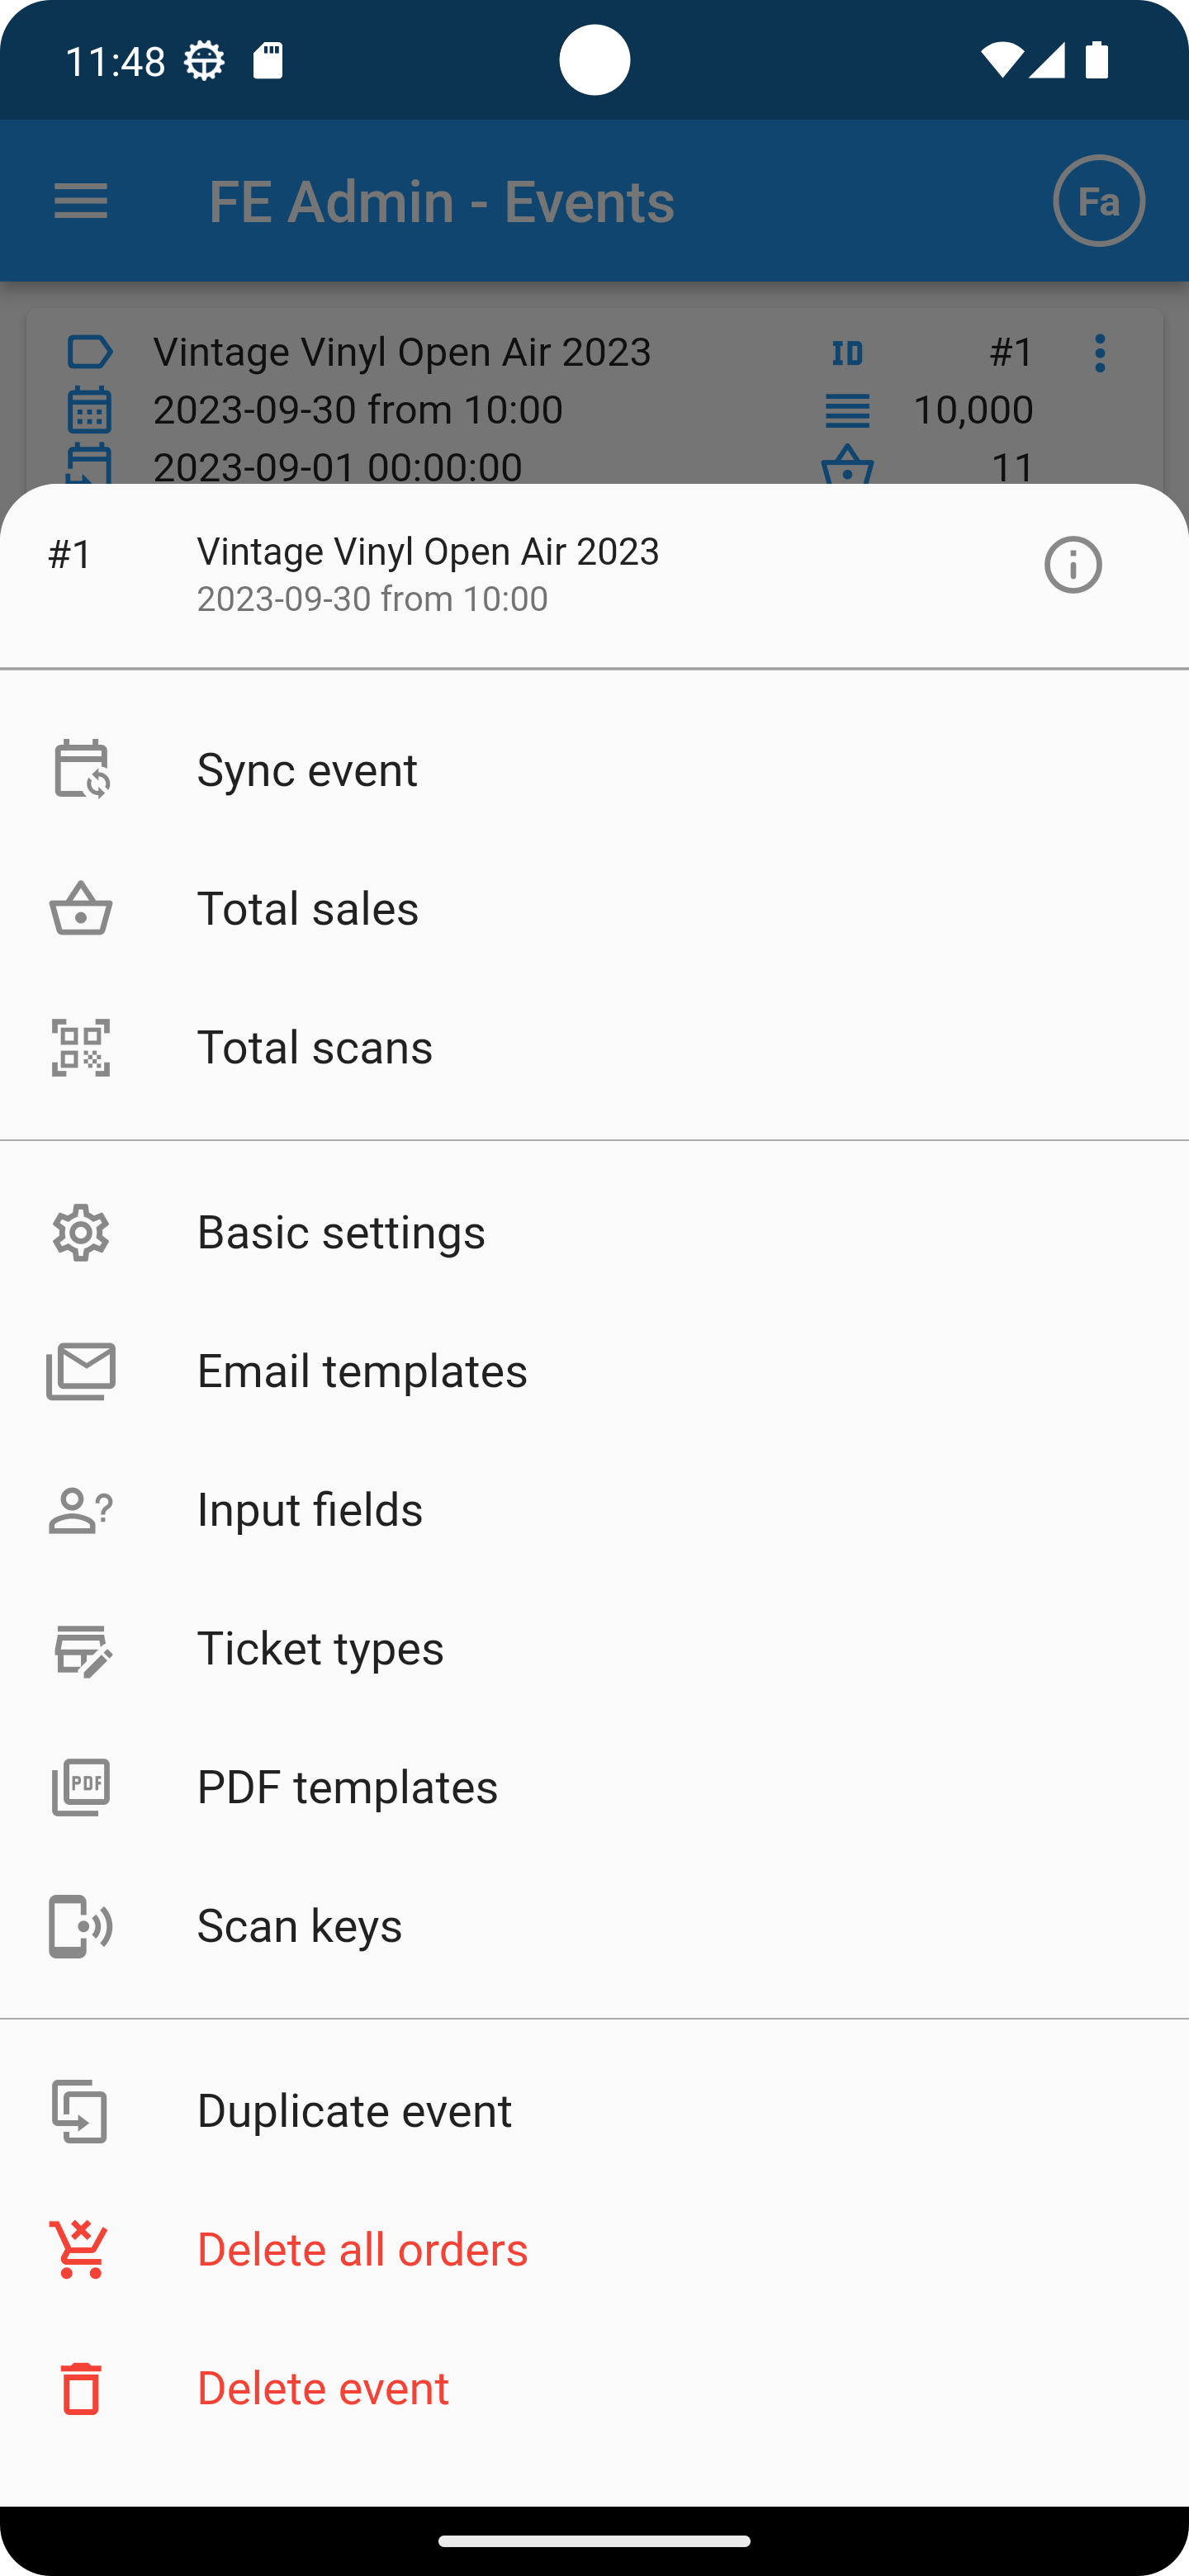 11:48
FE Admin - Events
Fa
Vintage Vinyl Open Air 2023 ID #1
2023-09-30 from 10:00 10,000
2023-09-01 00:00:00 11
#1 Vintage Vinyl Open Air 2023
2023-09-30 from 10:00
Sync event
Total sales
Total scans
Basic settings
Email templates
Input fields
Ticket types
PDF PDF templates
Scan keys
Duplicate event
Delete all orders
Delete event